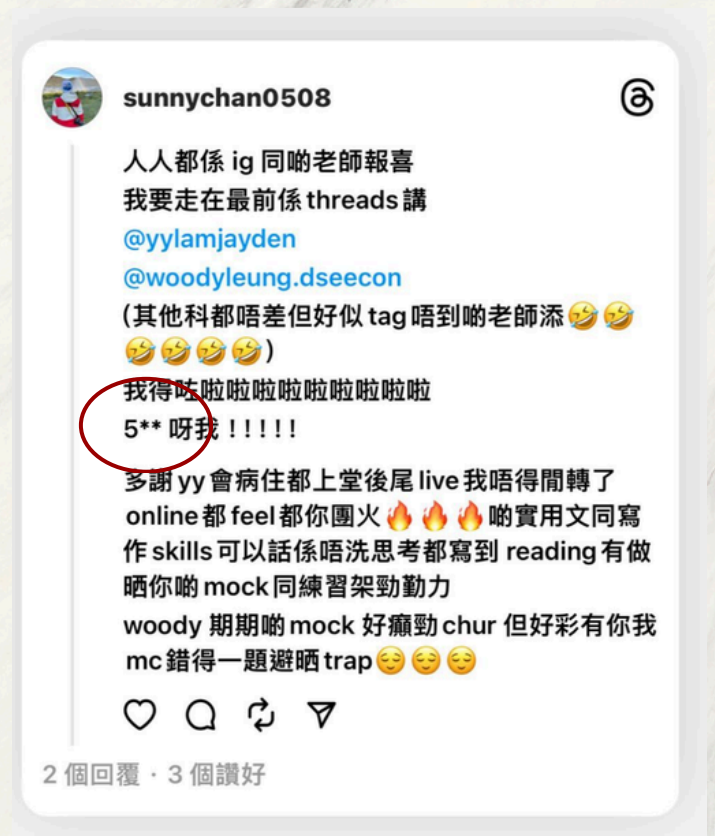 sunnychan0508
人人都係 ig 同啲老師報喜
我要走在最前係 threads 講
@yylamjayden
@woodyleung.dseecon
(其他科都唔差但好似 tag 唔到啲老師添🤣🤣
🤣🤣🤣🤣)
我得咗啦啦啦啦啦啦啦啦啦
5** 呀我 ! ! ! ! !
多謝 yy 會病住都上堂後尾 live 我唔得閒轉了
online 都 feel 都你團火🔥🔥🔥啲實用文同寫
作 skills 可以話係唔洗思考都寫到 reading 有做
晒你啲 mock 同練習架勁勤力
woody 期期啲 mock 好癲勁 chur 但好彩有你我
mc 錯得一題避晒 trap😌😌😌
2 個回覆 · 3 個讚好